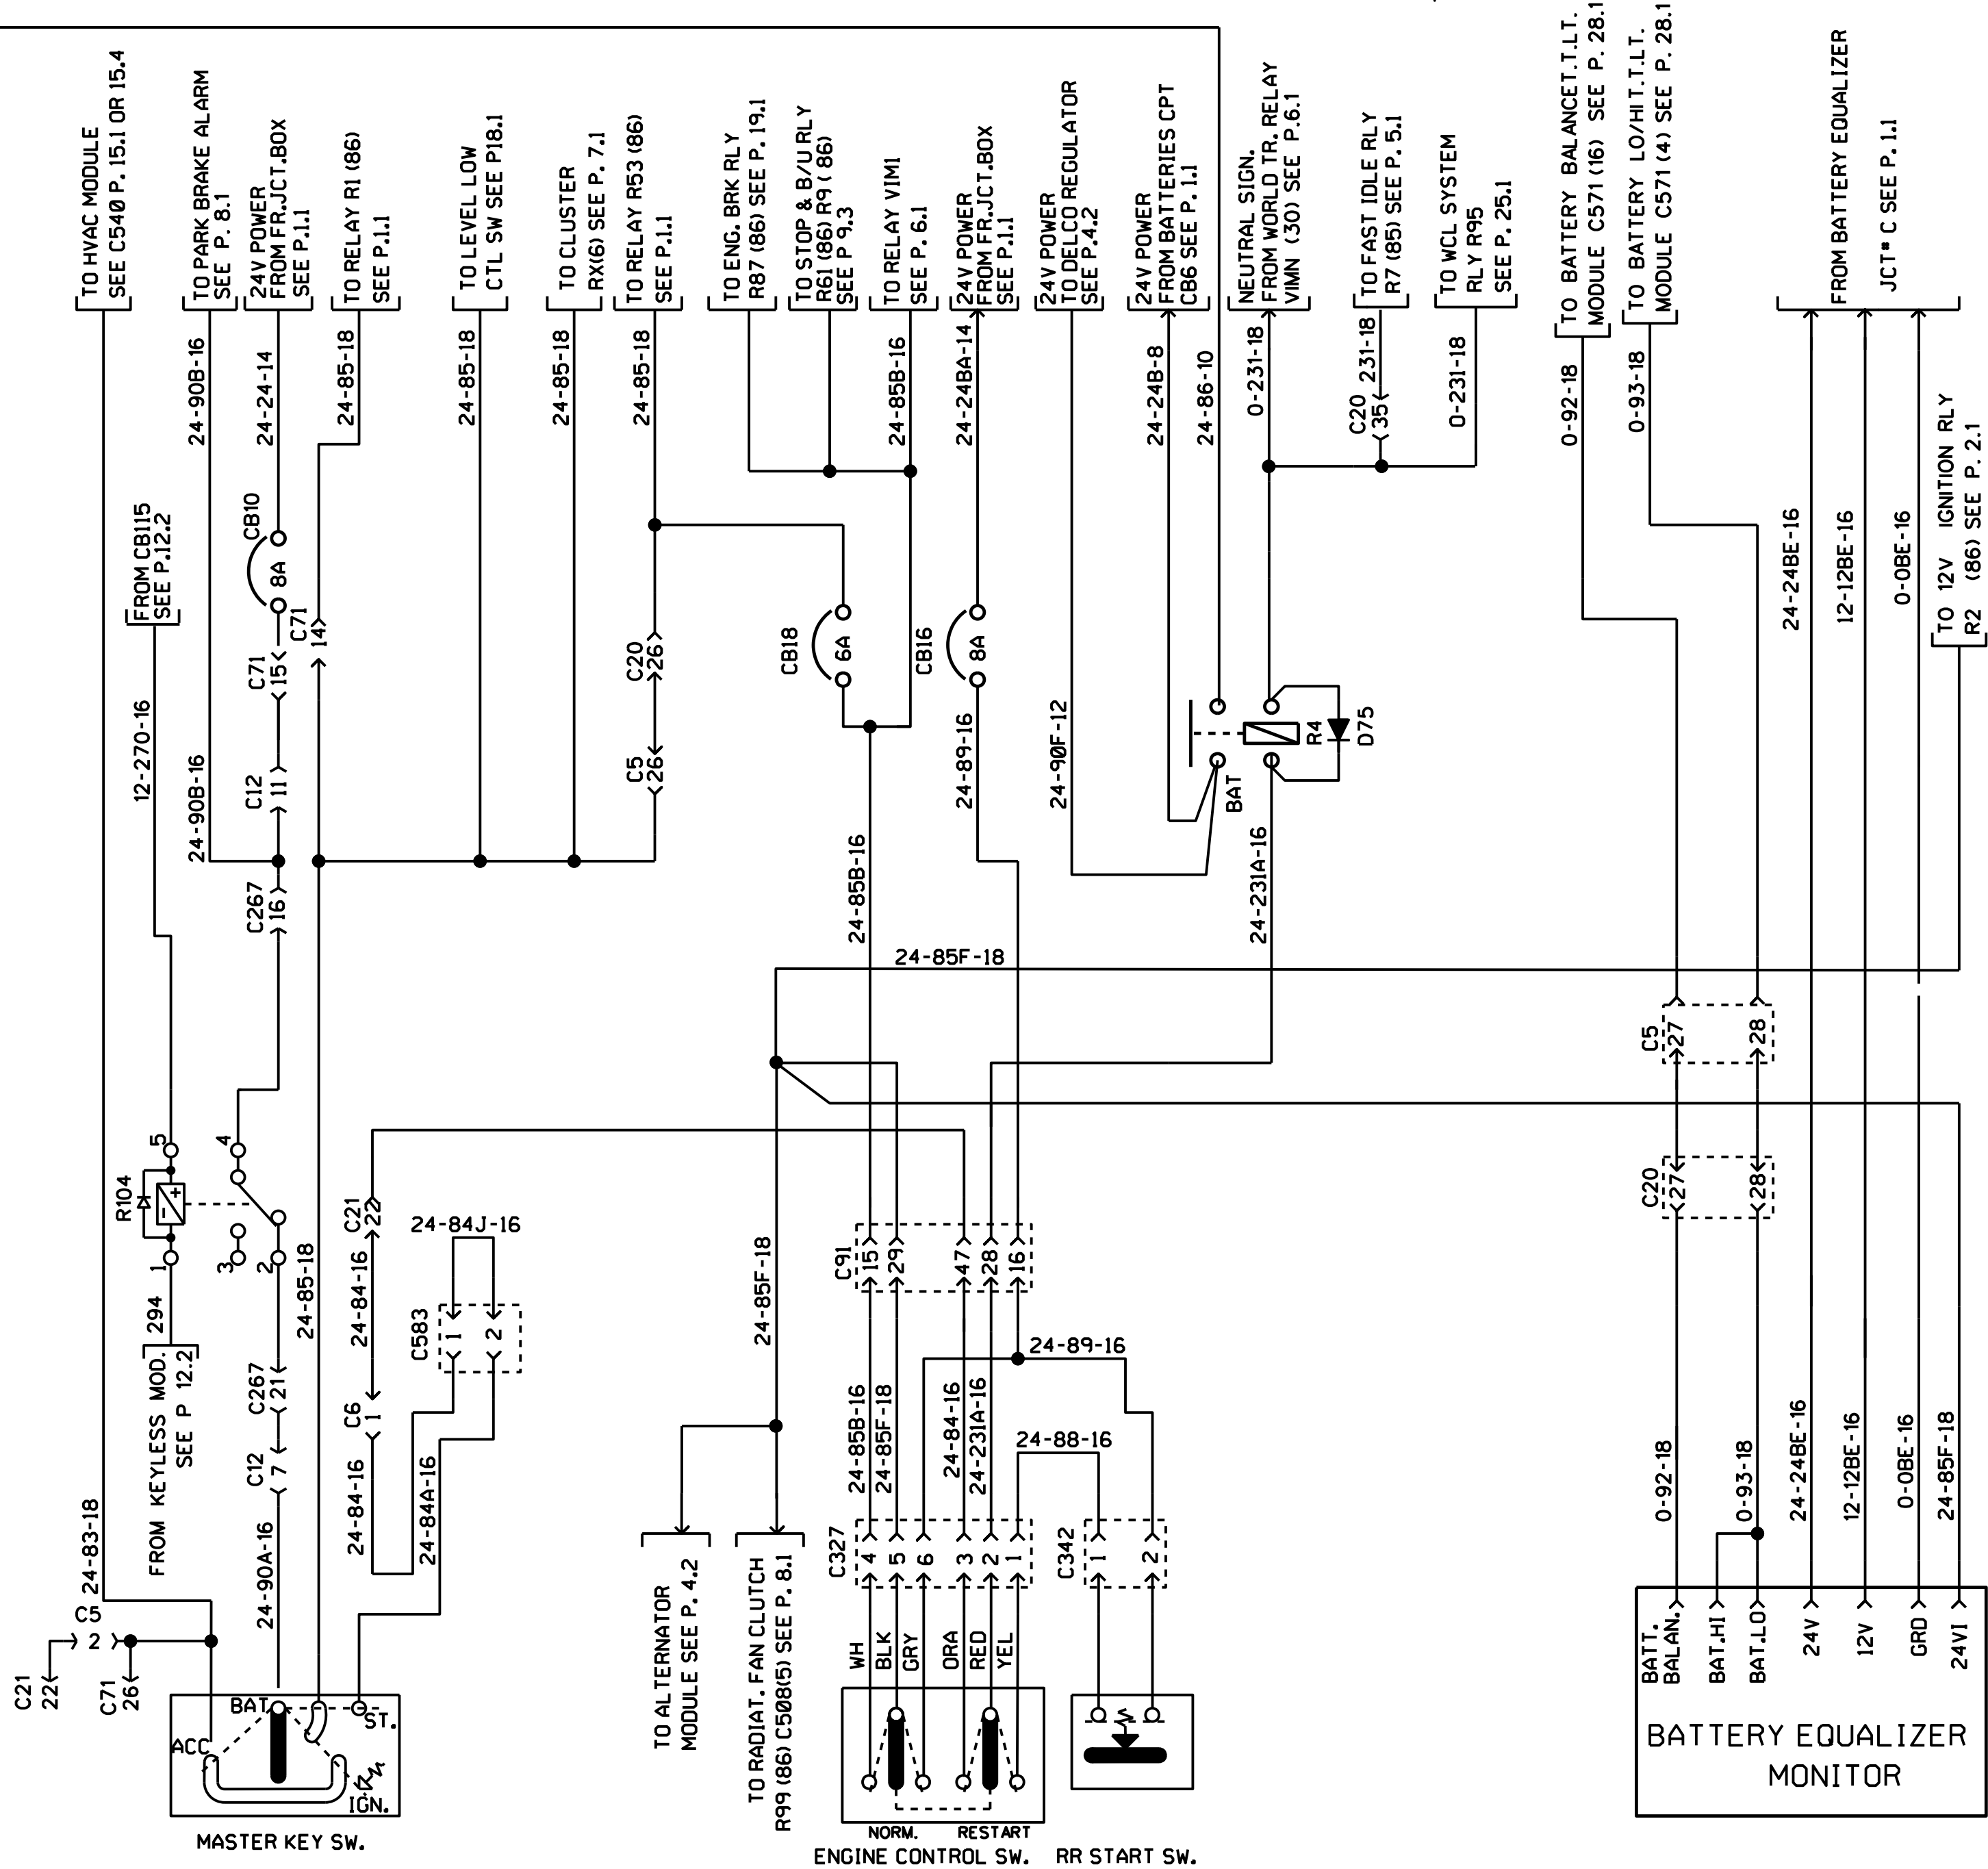 TO HVAC MODULE
SEE C540 P. 15.1 OR 15.4
TO PARK BRAKE ALARM
SEE P. 8.1
24V POWER
FROM FR.JCT.BOX
SEE P.1.1
TO RELAY R1 (86)
SEE P.1.1
TO LEVEL LOW
CTL SW SEE P18.1
TO CLUSTER
RX(6) SEE P. 7.1
TO RELAY R53 (86)
SEE P.1.1
TO ENG. BRK RLY
R87 (86) SEE P. 19.1
TO STOP & B/U RLY
R61 (86) R9 ( 86)
SEE P 9.3
TO RELAY VIM1
SEE P. 6.1
24V POWER
FROM FR.JCT.BOX
SEE P.1.1
24V POWER
TO DELCO REGULATOR
SEE P.4.2
24V POWER
FROM BATTERIES CPT
CB6 SEE P. 1.1
NEUTRAL SIGN.
FROM WORLD TR. RELAY
VIMN (30) SEE P.6.1
TO FAST IDLE RLY
R7 (85) SEE P. 5.1
TO WCL SYSTEM
RLY R95
SEE P. 25.1
TO BATTERY BALANCET.T.LT.
MODULE C571 (16) SEE P. 28.1
TO BATTERY LO/HI T.T.LT.
MODULE C571 (4) SEE P. 28.1
FROM BATTERY EQUALIZER
JCT# C SEE P. 1.1
TO 12V IGNITION RLY
R2 (86) SEE P. 2.1
24-90B-16
24-24-14
24-85-18
24-85-18
24-85-18
24-85-18
24-85B-16
24-24BA-14
24-24B-8
24-86-10
0-231-18
231-18
C20
35
0-231-18
0-92-18
0-93-18
24-24BE-16
12-12BE-16
0-0BE-16
FROM CB115
SEE P.12.2
CB10
8A
C71
14
C71
15
C20
26
CB18
6A
CB16
8A
12-270-16
24-90B-16
C12
11
C5
26
24-89-16
24-90F-12
BAT
R4
D75
C267
16
24-85B-16
24-231A-16
24-85F-18
C5
27
28
R104
5
4
+
-
1
3
2
C21
22
24-84J-16
C20
27
28
C91
15
29
47
28
16
294
24-85-18
24-84-16
C583
1
2
24-85F-18
24-89-16
FROM KEYLESS MOD.
SEE P 12.2
C267
21
C6
1
C12
7
24-84-16
24-84A-16
24-85B-16
24-85F-18
24-84-16
24-231A-16
24-88-16
0-92-18
0-93-18
24-24BE-16
12-12BE-16
0-0BE-16
24-85F-18
24-83-18
24-90A-16
TO ALTERNATOR
MODULE SEE P. 4.2
TO RADIAT. FAN CLUTCH
R99 (86) C508(5) SEE P. 8.1
C327
4
5
6
3
2
1
C342
1
2
C5
2
C21
22
C71
26
WH
BLK
GRY
ORA
RED
YEL
BATT.
BALAN.
BAT.HI
BAT.LO
24V
12V
GRD
24VI
BAT
ST.
ACC
IGN.
BATTERY EQUALIZER
MONITOR
NORM.
RESTART
MASTER KEY SW.
ENGINE CONTROL SW.
RR START SW.